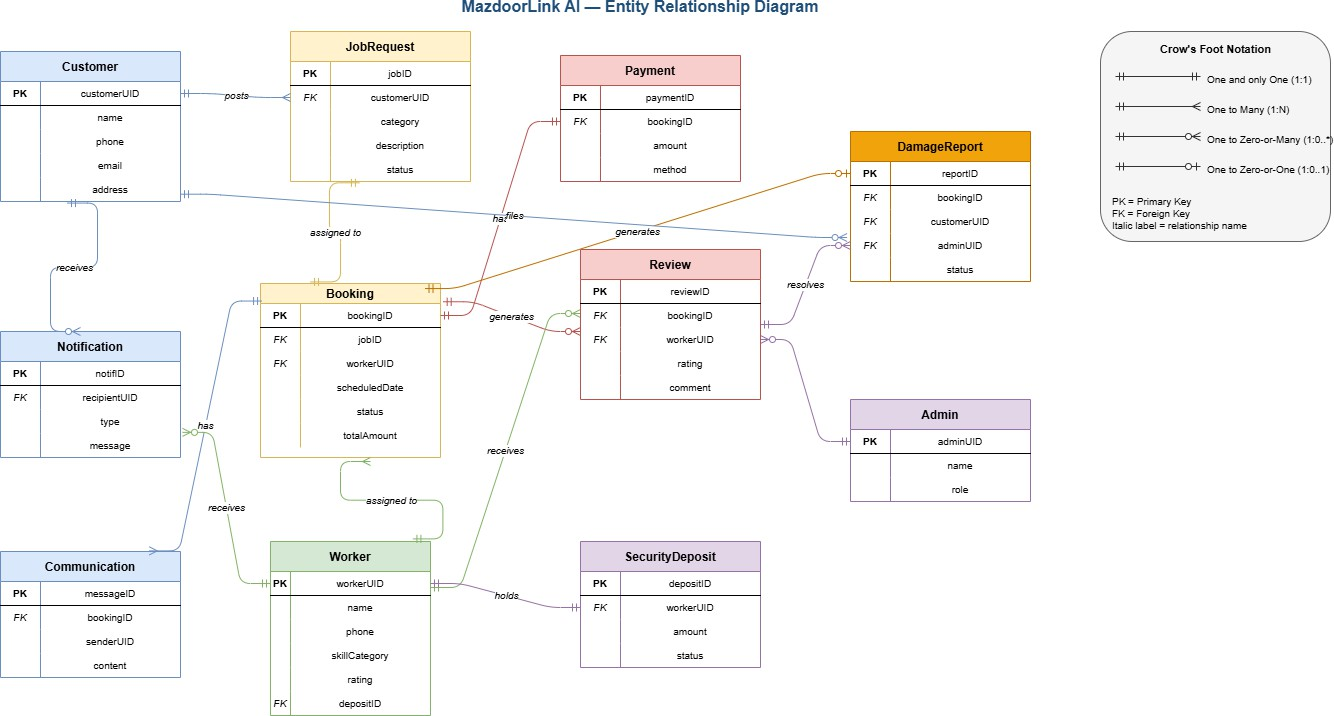 MazdoorLink AI — Entity Relationship Diagram
Customer
PK customerUID
name
phone
email
address
posts
JobRequest
PK jobID
FK customerUID
category
description
status
Payment
PK paymentID
FK bookingID
amount
method
DamageReport
PK reportID
FK bookingID
FK customerUID
FK adminUID
status
Crow's Foot Notation
One and only One (1:1)
One to Many (1:N)
One to Zero-or-Many (1:0..*)
One to Zero-or-One (1:0..1)
PK = Primary Key
FK = Foreign Key
Italic label = relationship name
has
files
generates
assigned to
receives
Booking
PK bookingID
FK jobID
FK workerUID
scheduledDate
status
totalAmount
generates
Review
PK reviewID
FK bookingID
FK workerUID
rating
comment
resolves
Notification
PK notifID
FK recipientUID
type
message
has
receives
assigned to
receives
Admin
PK adminUID
name
role
Communication
PK messageID
FK bookingID
senderUID
content
Worker
PK workerUID
name
phone
skillCategory
rating
FK depositID
holds
SecurityDeposit
PK depositID
FK workerUID
amount
status